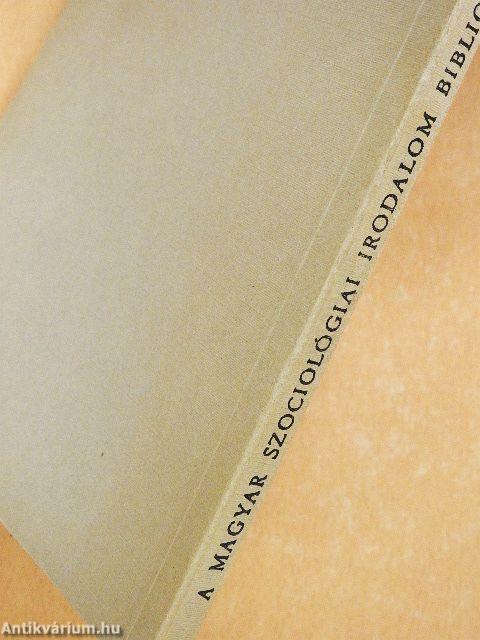 A MAGYAR SZOCIOLÓGIAI IRODALOM BIBLIO
Antikvárium.hu